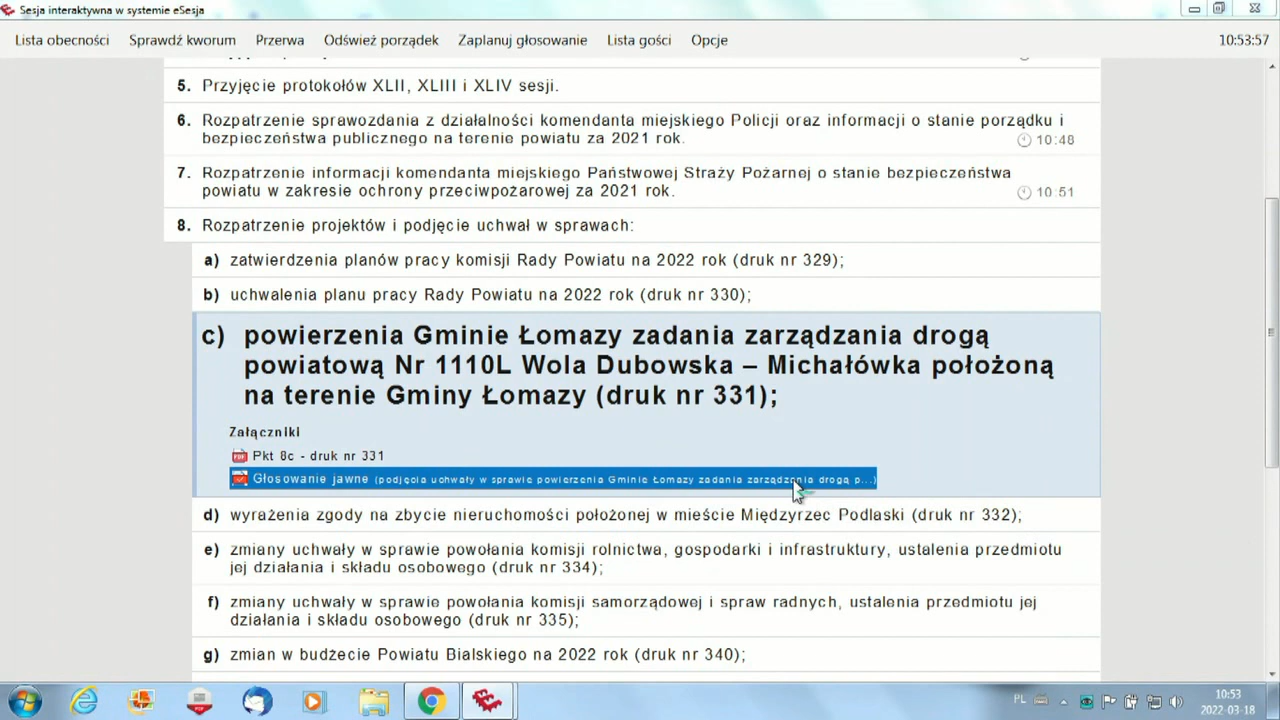 Sesja interaktywna w systemie eSesja
Lista obecności Sprawdź kworum Przerwa Odśwież porządek Zaplanuj głosowanie Lista gości Opcje 10:53:57
5. Przyjęcie protokołów XLII, XLIII i XLIV sesji.
6. Rozpatrzenie sprawozdania z działalności komendanta miejskiego Policji oraz informacji o stanie porządku i
bezpieczeństwa publicznego na terenie powiatu za 2021 rok. 10:48
7. Rozpatrzenie informacji komendanta miejskiego Państwowej Straży Pożarnej o stanie bezpieczeństwa
powiatu w zakresie ochrony przeciwpożarowej za 2021 rok. 10:51
8. Rozpatrzenie projektów i podjęcie uchwał w sprawach:
a) zatwierdzenia planów pracy komisji Rady Powiatu na 2022 rok (druk nr 329);
b) uchwalenia planu pracy Rady Powiatu na 2022 rok (druk nr 330);
c) powierzenia Gminie Łomazy zadania zarządzania drogą
powiatową Nr 1110L Wola Dubowska – Michałówka położoną
na terenie Gminy Łomazy (druk nr 331);
Załączniki
PDF Pkt 8c - druk nr 331
Głosowanie jawne (podjęcia uchwały w sprawie powierzenia Gminie Łomazy zadania zarządzania drogą p...)
d) wyrażenia zgody na zbycie nieruchomości położonej w mieście Międzyrzec Podlaski (druk nr 332);
e) zmiany uchwały w sprawie powołania komisji rolnictwa, gospodarki i infrastruktury, ustalenia przedmiotu
jej działania i składu osobowego (druk nr 334);
f) zmiany uchwały w sprawie powołania komisji samorządowej i spraw radnych, ustalenia przedmiotu jej
działania i składu osobowego (druk nr 335);
g) zmian w budżecie Powiatu Bialskiego na 2022 rok (druk nr 340);
PL 10:53
2022-03-18